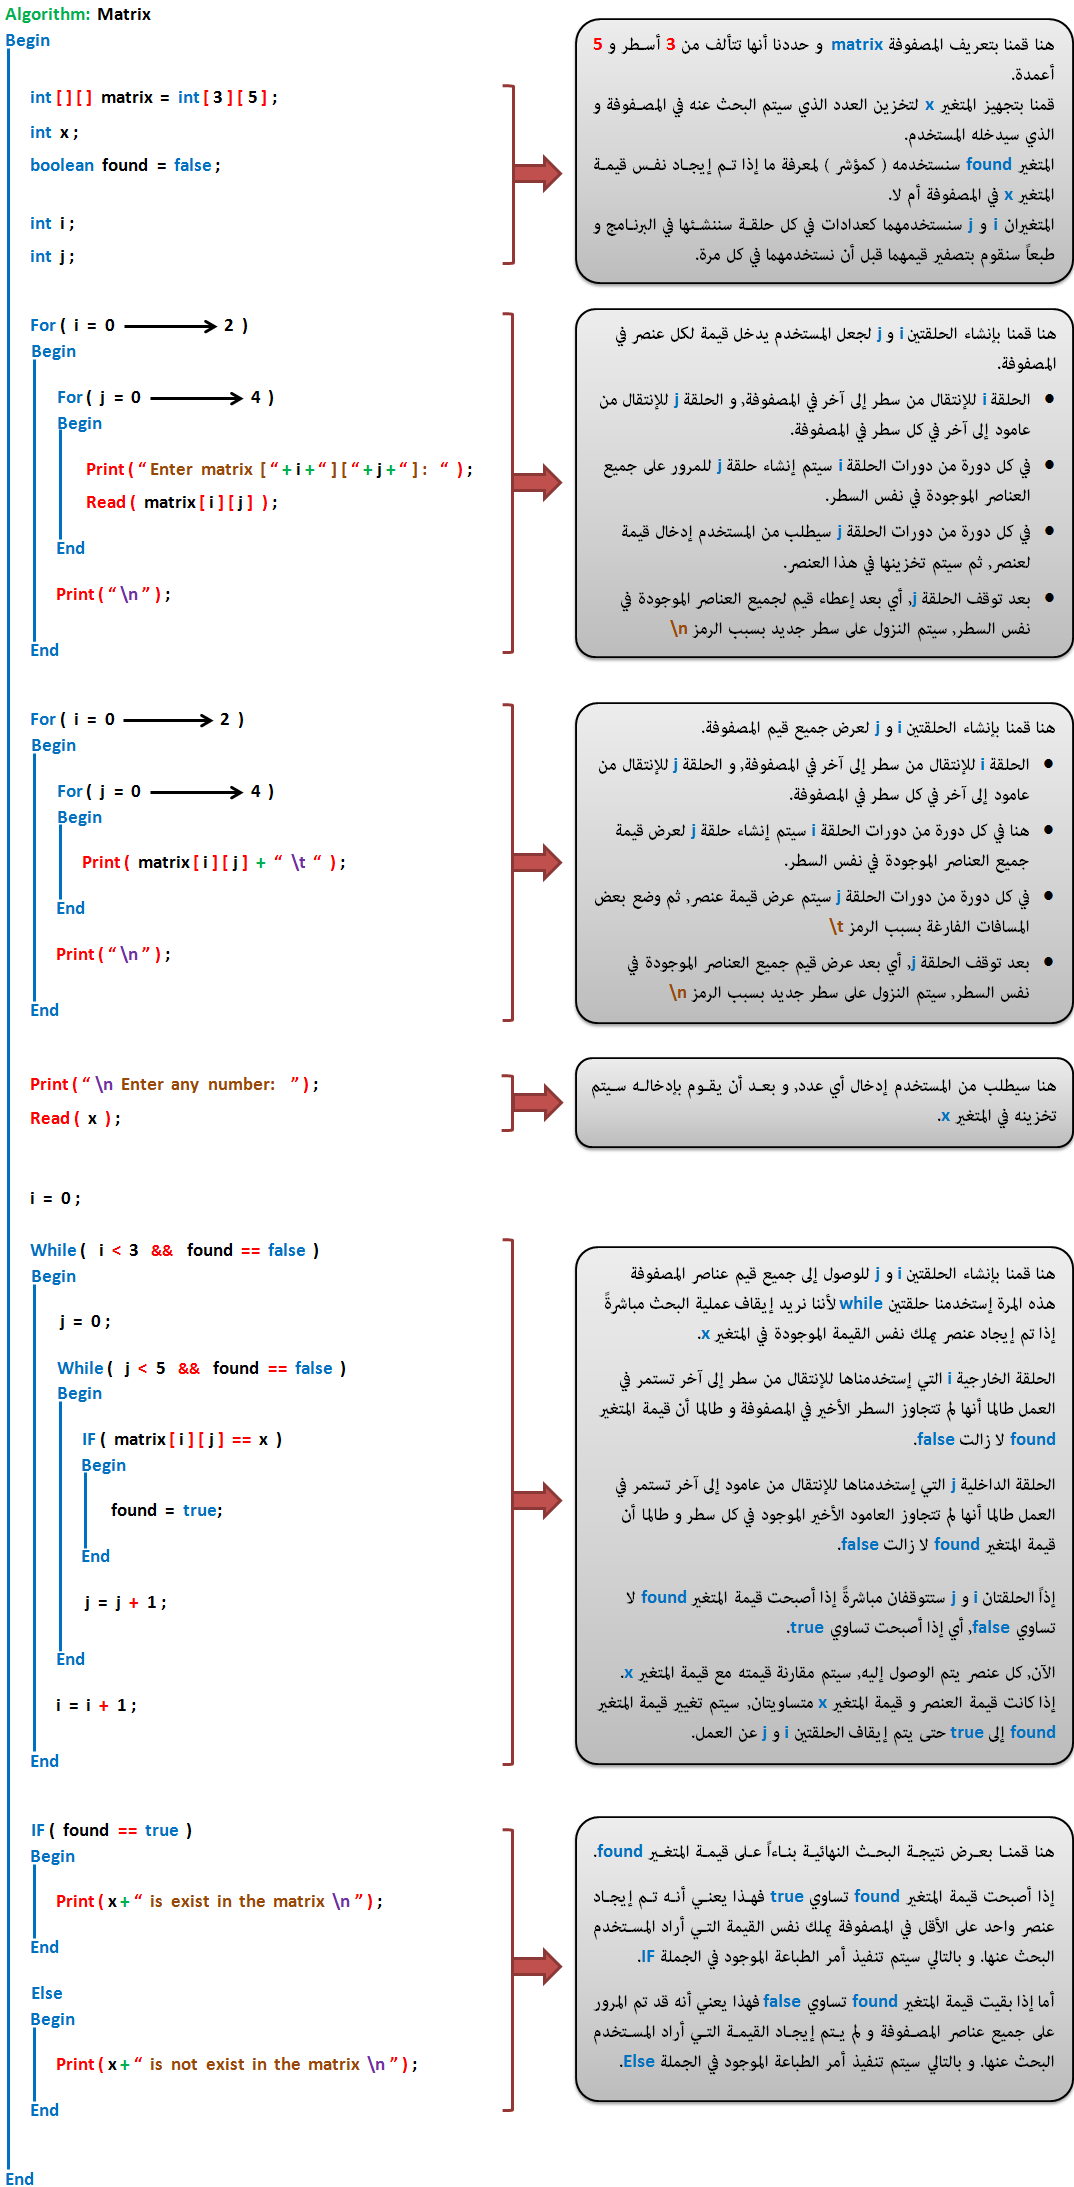 Algorithm: Matrix
Begin
int [ ] [ ] matrix = int [ 3 ] [ 5 ] ;
int x ;
boolean found = false ;
int i ;
int j ;
هنا قمنا بتعريف المصفوفة matrix و حددنا أنها تتألف من 3 أسطر و 5
أعمدة.
قمنا بتجهيز المتغير x لتخزين العدد الذي سيتم البحث عنه في المصفوفة و
الذي سيدخله المستخدم.
المتغير found سنستخدمه ( كمؤشر ) لمعرفة ما إذا تم إيجاد نفس قيمة
المتغير x في المصفوفة أم لا.
المتغيران i و j سنستخدمهما كعدادات في كل حلقة سننشئها في البرنامج و
طبعاً سنقوم بتصفير قيمهما قبل أن نستخدمهما في كل مرة.
For ( i = 0 → 2 )
Begin
For ( j = 0 → 4 )
Begin
Print ( “ Enter matrix [ “ + i + “ ] [ “ + j + “ ] : “ ) ;
Read ( matrix [ i ] [ j ] ) ;
End
Print ( “ \n ” ) ;
End
هنا قمنا بإنشاء الحلقتين i و j لجعل المستخدم يدخل قيمة لكل عنصر في
المصفوفة.
● الحلقة i للإنتقال من سطر إلى آخر في المصفوفة, و الحلقة j للإنتقال من
عامود إلى آخر في كل سطر في المصفوفة.
● في كل دورة من دورات الحلقة i سيتم إنشاء حلقة j للمرور على جميع
العناصر الموجودة في نفس السطر.
● في كل دورة من دورات الحلقة j سيطلب من المستخدم إدخال قيمة
لعنصر, ثم سيتم تخزينها في هذا العنصر.
● بعد توقف الحلقة j, أي بعد إعطاء قيم لجميع العناصر الموجودة في
نفس السطر, سيتم النزول على سطر جديد بسبب الرمز \n
For ( i = 0 → 2 )
Begin
For ( j = 0 → 4 )
Begin
Print ( matrix [ i ] [ j ] + “ \t “ ) ;
End
Print ( “ \n ” ) ;
End
هنا قمنا بإنشاء الحلقتين i و j لعرض جميع قيم المصفوفة.
● الحلقة i للإنتقال من سطر إلى آخر في المصفوفة, و الحلقة j للإنتقال من
عامود إلى آخر في كل سطر في المصفوفة.
● هنا في كل دورة من دورات الحلقة i سيتم إنشاء حلقة j لعرض قيمة
جميع العناصر الموجودة في نفس السطر.
● في كل دورة من دورات الحلقة j سيتم عرض قيمة عنصر, ثم وضع بعض
المسافات الفارغة بسبب الرمز \t
● بعد توقف الحلقة j, أي بعد عرض قيم جميع العناصر الموجودة في
نفس السطر, سيتم النزول على سطر جديد بسبب الرمز \n
Print ( “ \n Enter any number: ” ) ;
Read ( x ) ;
هنا سيطلب من المستخدم إدخال أي عدد, و بعد أن يقوم بإدخاله سيتم
تخزينه في المتغير x.
i = 0 ;
While ( i < 3 && found == false )
Begin
j = 0 ;
While ( j < 5 && found == false )
Begin
IF ( matrix [ i ] [ j ] == x )
Begin
found = true;
End
j = j + 1 ;
End
i = i + 1 ;
End
هنا قمنا بإنشاء الحلقتين i و j للوصول إلى جميع قيم عناصر المصفوفة
هذه المرة إستخدمنا حلقتين while لأننا نريد إيقاف عملية البحث مباشرةً
إذا تم إيجاد عنصر يملك نفس القيمة الموجودة في المتغير x.
الحلقة الخارجية i التي إستخدمناها للإنتقال من سطر إلى آخر تستمر في
العمل طالما أنها لم تتجاوز السطر الأخير في المصفوفة و طالما أن قيمة المتغير
found لا زالت false.
الحلقة الداخلية j التي إستخدمناها للإنتقال من عامود إلى آخر تستمر في
العمل طالما أنها لم تتجاوز العامود الأخير الموجود في كل سطر و طالما أن
قيمة المتغير found لا زالت false.
إذاً الحلقتان i و j ستتوقفان مباشرةً إذا أصبحت قيمة المتغير found لا
تساوي false, أي إذا أصبحت تساوي true.
الآن, كل عنصر يتم الوصول إليه, سيتم مقارنة قيمته مع قيمة المتغير x.
إذا كانت قيمة العنصر و قيمة المتغير x متساويتان, سيتم تغيير قيمة المتغير
found إلى true حتى يتم إيقاف الحلقتين i و j عن العمل.
IF ( found == true )
Begin
Print ( x + “ is exist in the matrix \n ” ) ;
End
Else
Begin
Print ( x + “ is not exist in the matrix \n ” ) ;
End
هنا قمنا بعرض نتيجة البحث النهائية بناءاً على قيمة المتغير found.
إذا أصبحت قيمة المتغير found تساوي true فهذا يعني أنه تم إيجاد
عنصر واحد على الأقل في المصفوفة يملك نفس القيمة التي أراد المستخدم
البحث عنها. و بالتالي سيتم تنفيذ أمر الطباعة الموجود في الجملة IF.
أما إذا بقيت قيمة المتغير found تساوي false فهذا يعني أنه قد تم المرور
على جميع عناصر المصفوفة و لم يتم إيجاد القيمة التي أراد المستخدم
البحث عنها. و بالتالي سيتم تنفيذ أمر الطباعة الموجود في الجملة Else.
End